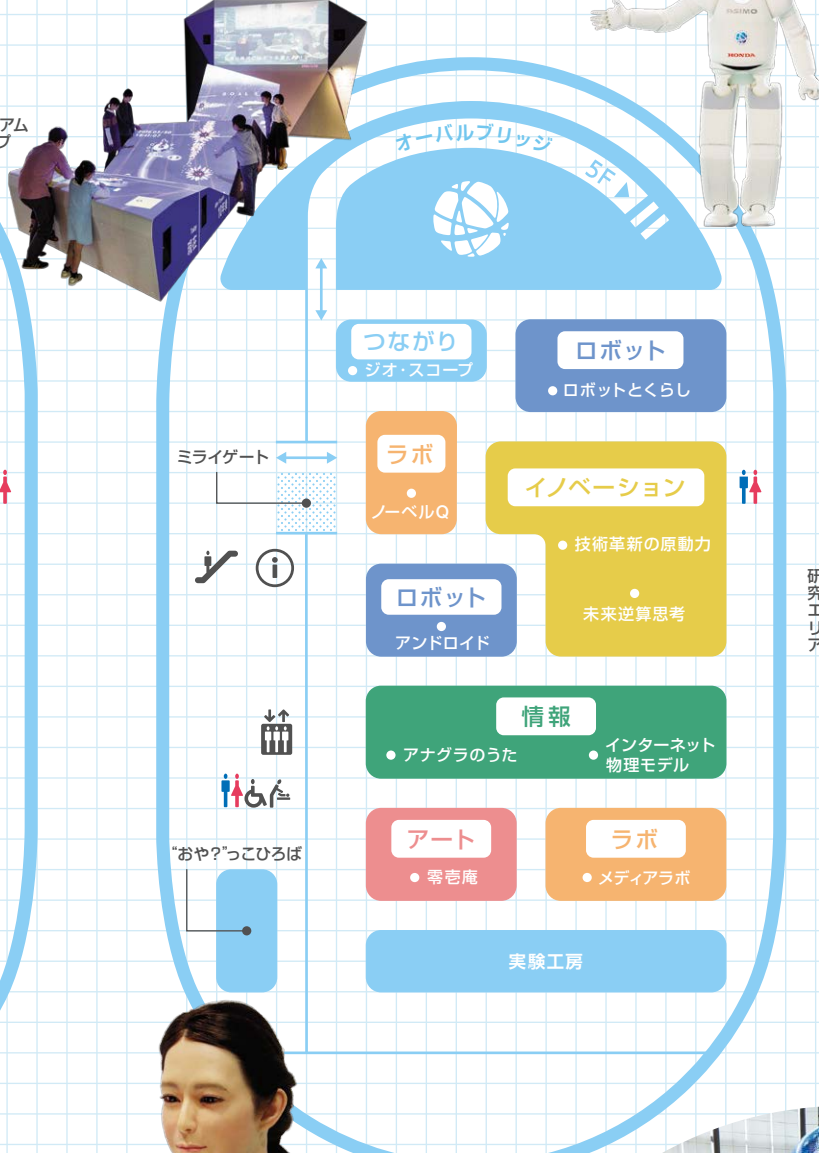 アム
プ
ASIMO
HONDA
オーバルブリッジ
5F
つながり
ジオ・スコープ
ロボット
ロボットとくらし
ミライゲート
ラボ
ノーベルQ
イノベーション
技術革新の原動力
未来逆算思考
ロボット
アンドロイド
研究エリア
情報
アナグラのうた
インターネット
物理モデル
アート
零壱庵
ラボ
メディアラボ
“おや?”っこひろば
実験工房